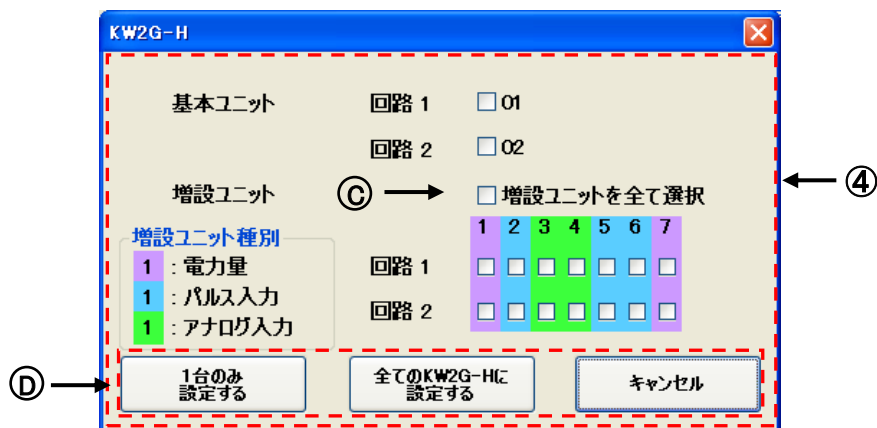 KW2G-H
基本ユニット 回路 1 01
回路 2 02
④
増設ユニット Ⓒ 増設ユニットを全て選択
1 2 3 4 5 6 7
増設ユニット種別
1 : 電力量 回路 1
1 : パルス入力
回路 2
1 : アナログ入力
Ⓓ
1台のみ
設定する
全てのKW2G-Hに
設定する
キャンセル